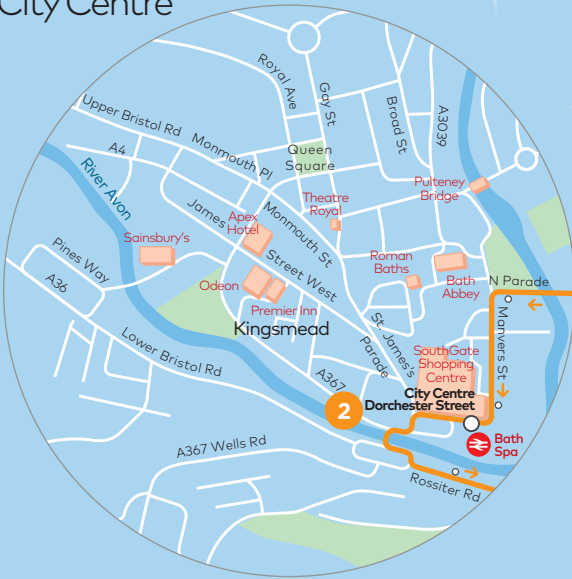 City Centre
Royal Ave
Gay St
Broad St
A3039
Upper Bristol Rd
Monmouth Pl
A4
Queen
Square
River Avon
Pulteney
Bridge
Theatre
Royal
James
Street West
Monmouth St
Apex
Hotel
Sainsbury's
Pines Way
A36
Roman
Baths
Bath
Abbey
N Parade
Odeon
Premier Inn
Kingsmead
St. James's
Parade
Manvers St
Lower Bristol Rd
SouthGate
Shopping
Centre
A367
City Centre
Dorchester Street
2
Bath
Spa
A367 Wells Rd
Rossiter Rd